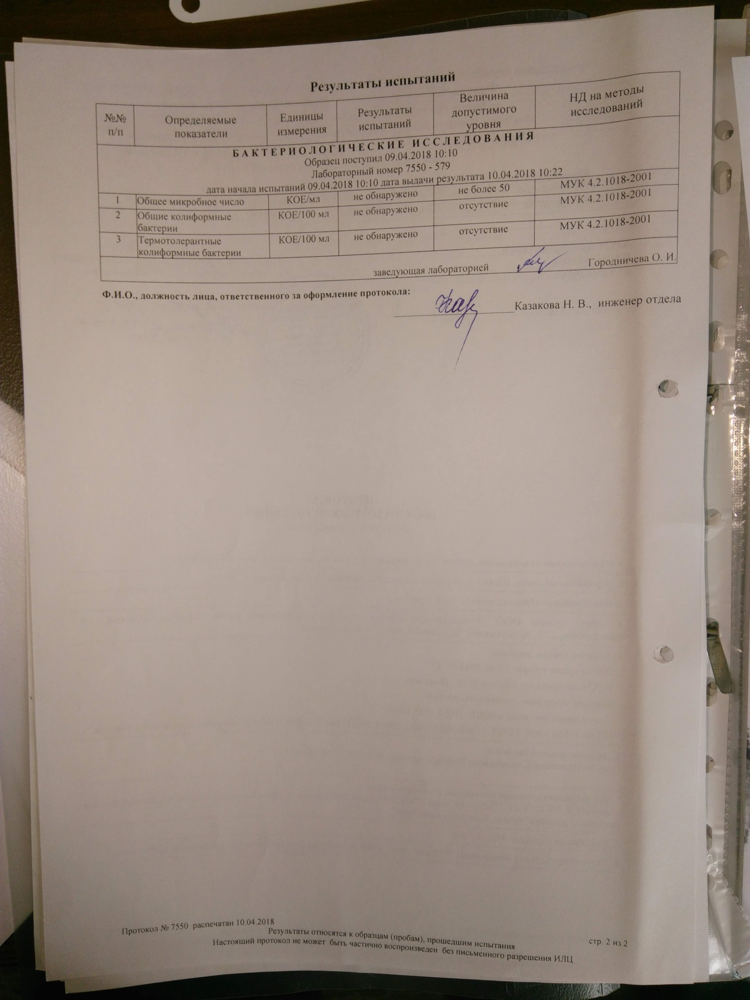 Результаты испытаний
№№ п/п
Определяемые показатели
Единицы измерения
Результаты испытаний
Величина допустимого уровня
НД на методы исследований
БАКТЕРИОЛОГИЧЕСКИЕ ИССЛЕДОВАНИЯ
Образец поступил 09.04.2018 10:10
Лабораторный номер 7550 - 579
дата начала испытаний 09.04.2018 10:10 дата выдачи результата 10.04.2018 10:22
1 Общее микробное число КОЕ/мл не обнаружено не более 50 МУК 4.2.1018-2001
2 Общие колиформные бактерии КОЕ/100 мл не обнаружено отсутствие МУК 4.2.1018-2001
3 Термотолерантные колиформные бактерии КОЕ/100 мл не обнаружено отсутствие МУК 4.2.1018-2001
заведующая лабораторией Городничева О. И.
Ф.И.О., должность лица, ответственного за оформление протокола:
Казакова Н. В., инженер отдела
Протокол № 7550 распечатан 10.04.2018
Результаты относятся к образцам (пробам), прошедшим испытания
стр. 2 из 2
Настоящий протокол не может быть частично воспроизведен без письменного разрешения ИЛЦ